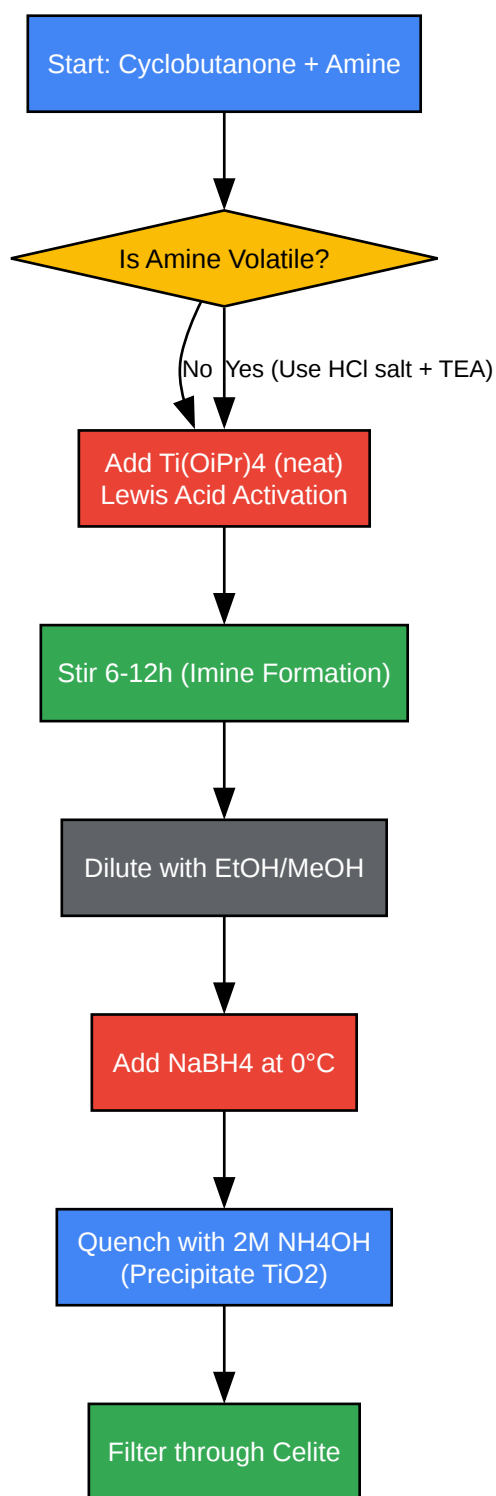 Start: Cyclobutanone + Amine
Is Amine Volatile?
No
Yes (Use HCl salt + TEA)
Add Ti(OiPr)4 (neat)
Lewis Acid Activation
Stir 6-12h (Imine Formation)
Dilute with EtOH/MeOH
Add NaBH4 at 0°C
Quench with 2M NH4OH
(Precipitate TiO2)
Filter through Celite